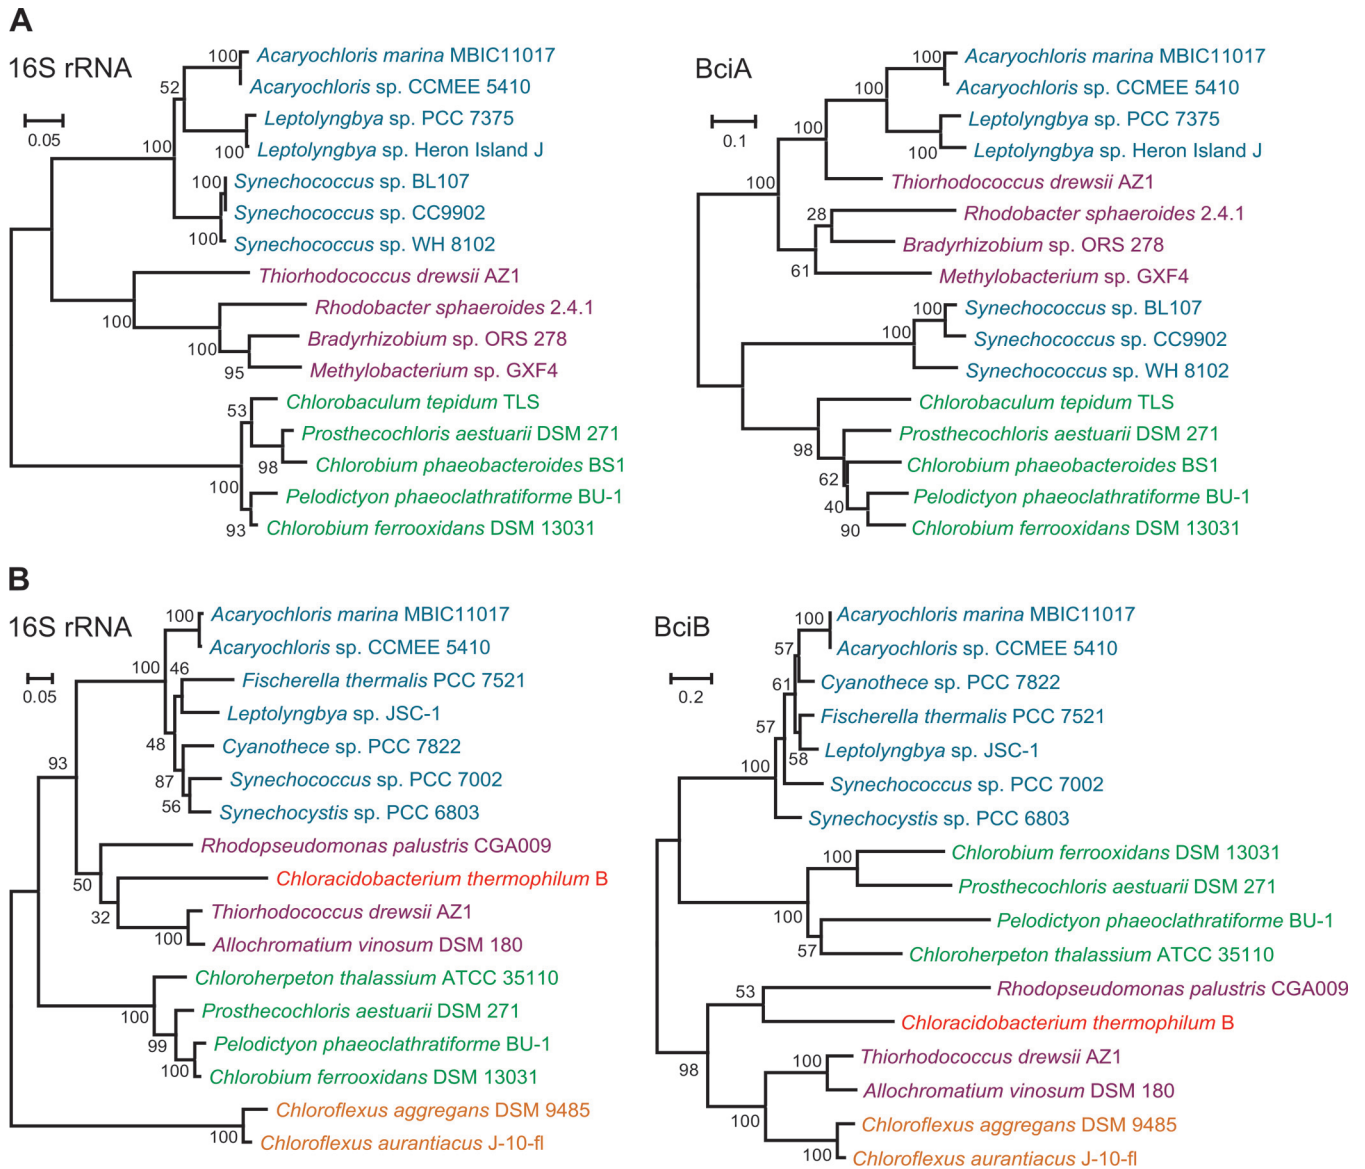 A
16S rRNA
0.05
100
Acaryochloris marina MBIC11017
Acaryochloris sp. CCMEE 5410
52
Leptolyngbya sp. PCC 7375
100
Leptolyngbya sp. Heron Island J
100
100
Synechococcus sp. BL107
Synechococcus sp. CC9902
100
Synechococcus sp. WH 8102
Thiorhodococcus drewsii AZ1
100
Rhodobacter sphaeroides 2.4.1
100
Bradyrhizobium sp. ORS 278
95
Methylobacterium sp. GXF4
53
Chlorobaculum tepidum TLS
Prosthecochloris aestuarii DSM 271
98
Chlorobium phaeobacteroides BS1
100
Pelodictyon phaeoclathratiforme BU-1
93
Chlorobium ferrooxidans DSM 13031
BciA
0.1
100
Acaryochloris marina MBIC11017
Acaryochloris sp. CCMEE 5410
100
Leptolyngbya sp. PCC 7375
100
100
Leptolyngbya sp. Heron Island J
100
Thiorhodococcus drewsii AZ1
28
Rhodobacter sphaeroides 2.4.1
Bradyrhizobium sp. ORS 278
61
Methylobacterium sp. GXF4
100
Synechococcus sp. BL107
100
Synechococcus sp. CC9902
Synechococcus sp. WH 8102
Chlorobaculum tepidum TLS
98
Prosthecochloris aestuarii DSM 271
62
Chlorobium phaeobacteroides BS1
40
Pelodictyon phaeoclathratiforme BU-1
90
Chlorobium ferrooxidans DSM 13031
B
16S rRNA
0.05
100
Acaryochloris marina MBIC11017
Acaryochloris sp. CCMEE 5410
100
46
Fischerella thermalis PCC 7521
Leptolyngbya sp. JSC-1
48
Cyanothece sp. PCC 7822
93
87
Synechococcus sp. PCC 7002
56
Synechocystis sp. PCC 6803
Rhodopseudomonas palustris CGA009
50
Chloracidobacterium thermophilum B
32
Thiorhodococcus drewsii AZ1
100
Allochromatium vinosum DSM 180
Chloroherpeton thalassium ATCC 35110
100
Prosthecochloris aestuarii DSM 271
99
Pelodictyon phaeoclathratiforme BU-1
100
Chlorobium ferrooxidans DSM 13031
Chloroflexus aggregans DSM 9485
100
Chloroflexus aurantiacus J-10-fl
BciB
0.2
100
Acaryochloris marina MBIC11017
57
Acaryochloris sp. CCMEE 5410
61
Cyanothece sp. PCC 7822
57
Fischerella thermalis PCC 7521
58
Leptolyngbya sp. JSC-1
100
Synechococcus sp. PCC 7002
Synechocystis sp. PCC 6803
100
Chlorobium ferrooxidans DSM 13031
Prosthecochloris aestuarii DSM 271
100
Pelodictyon phaeoclathratiforme BU-1
57
Chloroherpeton thalassium ATCC 35110
53
Rhodopseudomonas palustris CGA009
Chloracidobacterium thermophilum B
98
100
Thiorhodococcus drewsii AZ1
Allochromatium vinosum DSM 180
100
Chloroflexus aggregans DSM 9485
100
Chloroflexus aurantiacus J-10-fl